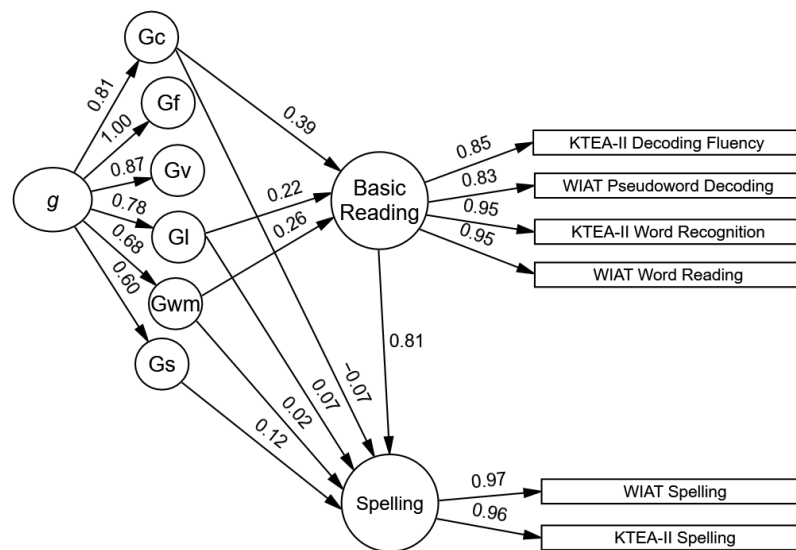 Gc
0.81
Gf
1.00
0.39
0.87
Gv
g
0.78
Gl
0.22
Basic
Reading
0.85
KTEA-II Decoding Fluency
0.83
WIAT Pseudoword Decoding
0.95
KTEA-II Word Recognition
0.95
WIAT Word Reading
0.68
0.26
Gwm
0.60
Gs
0.81
−0.07
0.07
0.02
0.12
Spelling
0.97
WIAT Spelling
0.96
KTEA-II Spelling